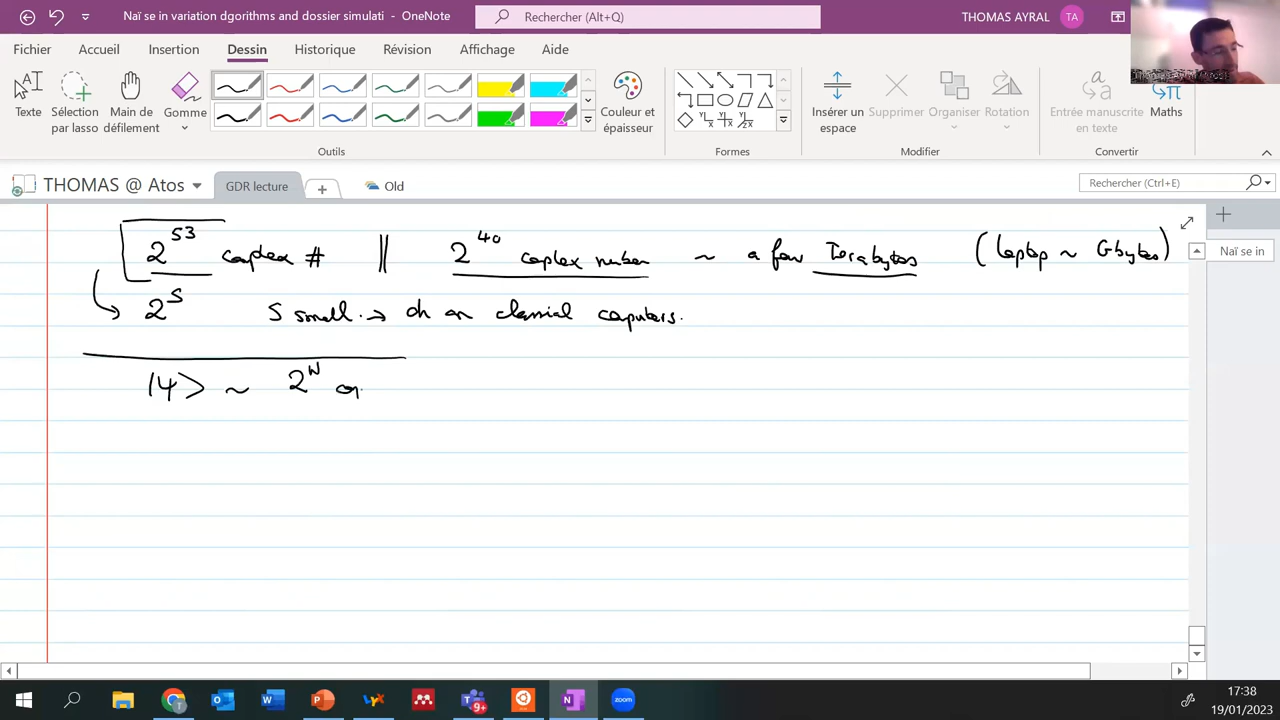 Naï se in variation dgorithms and dossier simulati - OneNote
Rechercher (Alt+Q)
THOMAS AYRAL
TA
Fichier Accueil Insertion Dessin Historique Révision Affichage Aide
Texte
Sélection par lasso
Main de défilement
Gomme
Couleur et épaisseur
Insérer un espace
Supprimer
Organiser
Rotation
Entrée manuscrite en texte
Maths
Outils
Formes
Modifier
Convertir
THOMAS @ Atos
GDR lecture
Old
Rechercher (Ctrl+E)
Naï se in
2^53 complex # || 2^40 complex number ~ a few Terabytes (laptop ~ Gbytes)
2^S S small → ok on classical computers.
|ψ> ~ 2^N
9+
17:38
19/01/2023